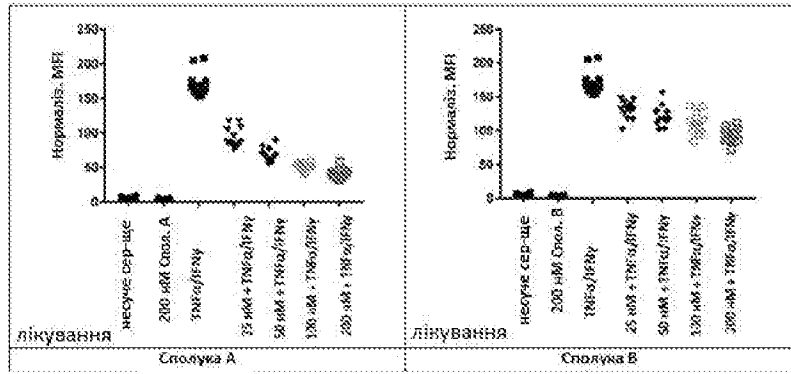 Нормаліз. MFI
250
200
150
100
50
0
несуче сер-ще
200 нМ Спол. A
TNFα/IFNγ
25 нМ + TNFα/IFNγ
50 нМ + TNFα/IFNγ
100 нМ + TNFα/IFNγ
200 нМ + TNFα/IFNγ
лікування
Сполука А
Нормаліз. MFI
250
200
150
100
50
0
несуче сер-ще
200 нМ Спол. B
TNFα/IFNγ
25 нМ + TNFα/IFNγ
50 нМ + TNFα/IFNγ
100 нМ + TNFα/IFNγ
200 нМ + TNFα/IFNγ
лікування
Сполука В